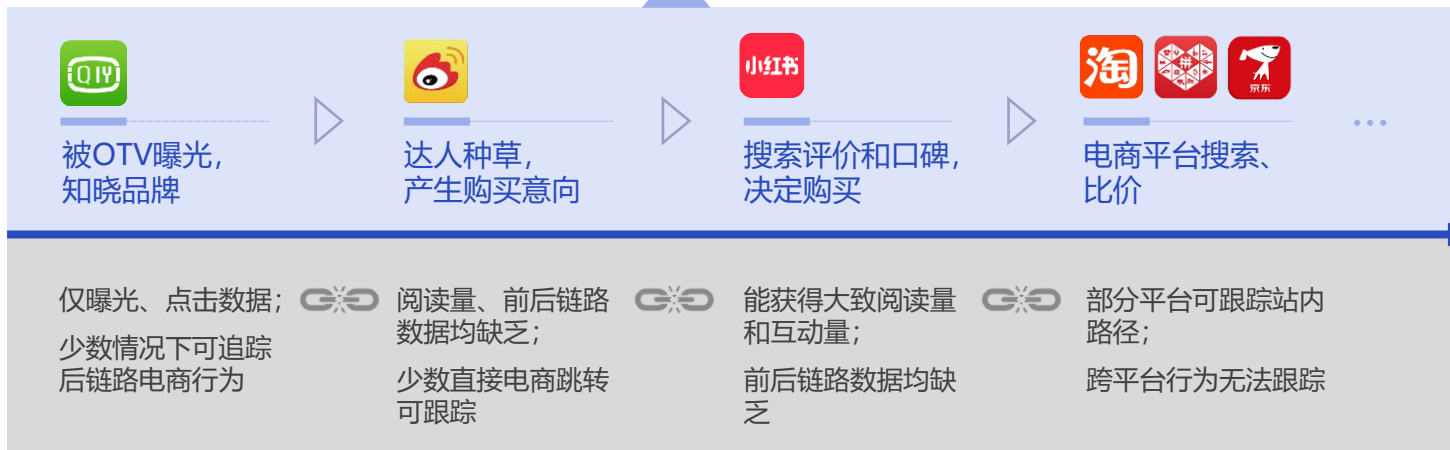 QIY
小红书
淘
拼
京东
被OTV曝光，
知晓品牌
达人种草，
产生购买意向
搜索评价和口碑，
决定购买
电商平台搜索、
比价
...
仅曝光、点击数据；
少数情况下可追踪
后链路电商行为
阅读量、前后链路
数据均缺乏；
少数直接电商跳转
可跟踪
能获得大致阅读量
和互动量；
前后链路数据均缺
乏
部分平台可跟踪站内
路径；
跨平台行为无法跟踪